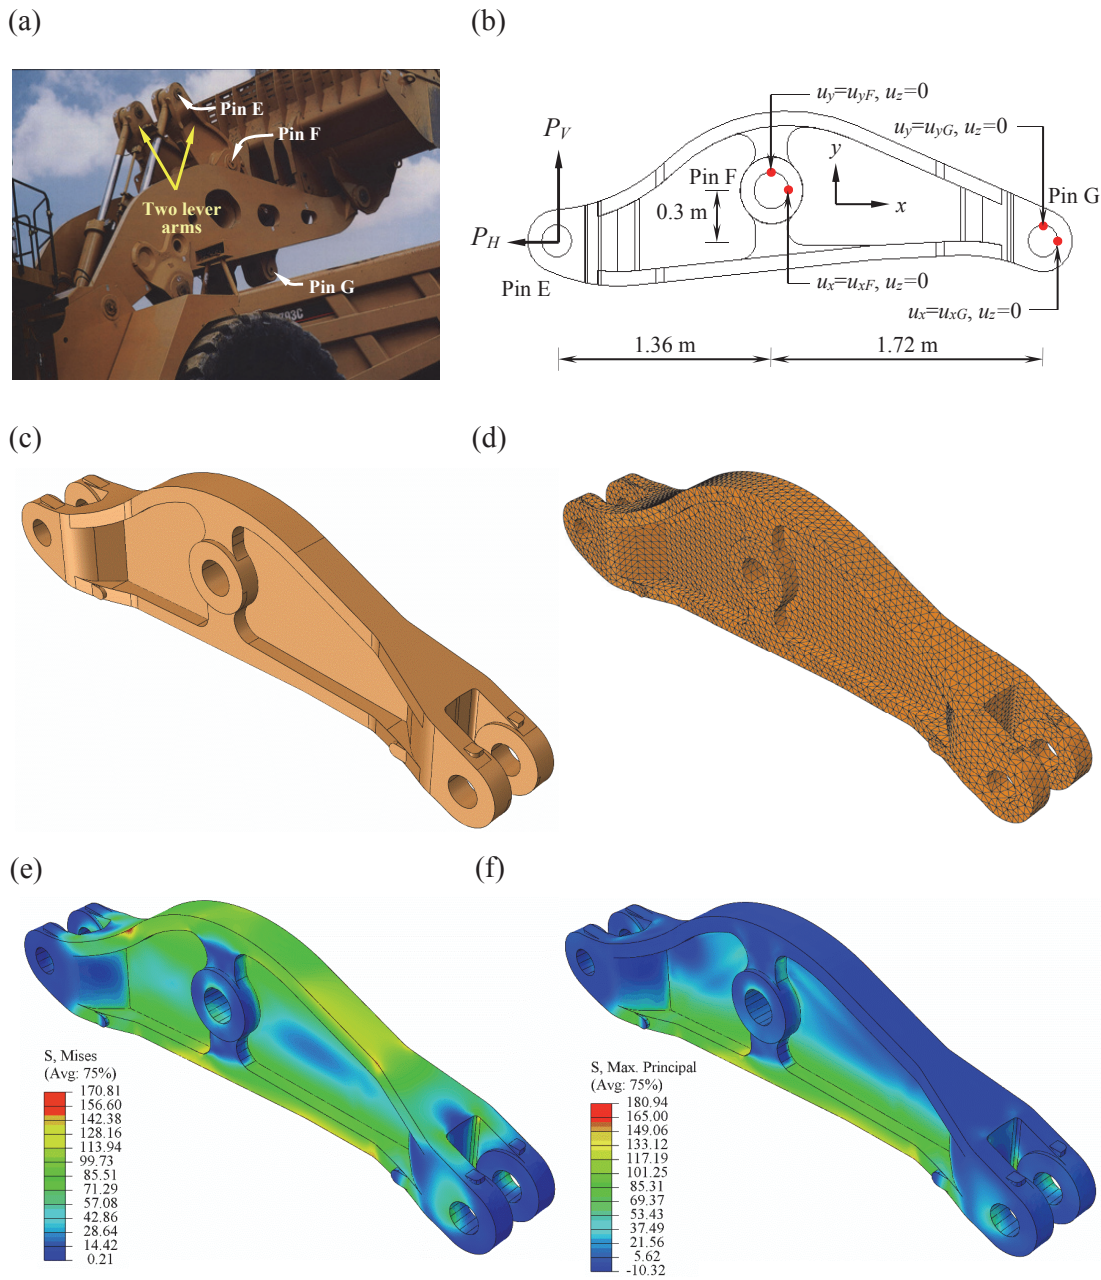 (a)
Pin E
Pin F
Two lever
arms
Pin G
793C
(b)
u_y=u_yF, u_z=0
u_y=u_yG, u_z=0
P_V
y
Pin F
x
Pin G
0.3 m
P_H
Pin E
u_x=u_xF, u_z=0
u_x=u_xG, u_z=0
1.36 m
1.72 m
(c)
(d)
(e)
S, Mises
(Avg: 75%)
170.81
156.60
142.38
128.16
113.94
99.73
85.51
71.29
57.08
42.86
28.64
14.42
0.21
(f)
S, Max. Principal
(Avg: 75%)
180.94
165.00
149.06
133.12
117.19
101.25
85.31
69.37
53.43
37.49
21.56
5.62
-10.32